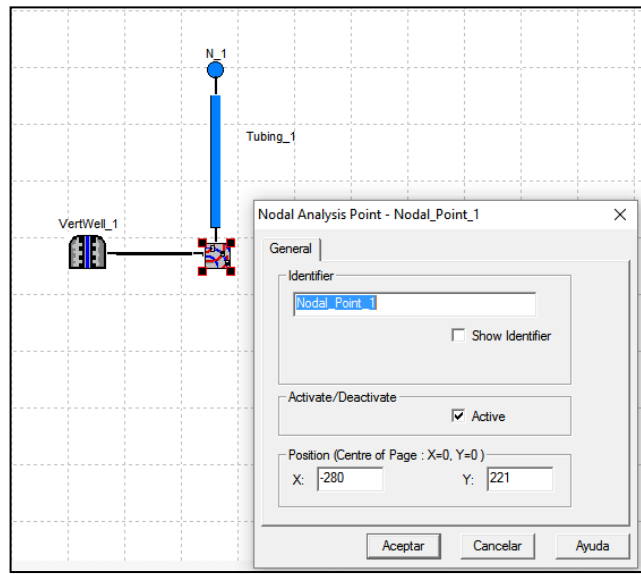 N_1
Tubing_1
VertWell_1
Nodal Analysis Point - Nodal_Point_1
General
Identifier
Nodal_Point_1
Show Identifier
Activate/Deactivate
Active
Position (Centre of Page : X=0, Y=0 )
X: -280 Y: 221
Aceptar Cancelar Ayuda